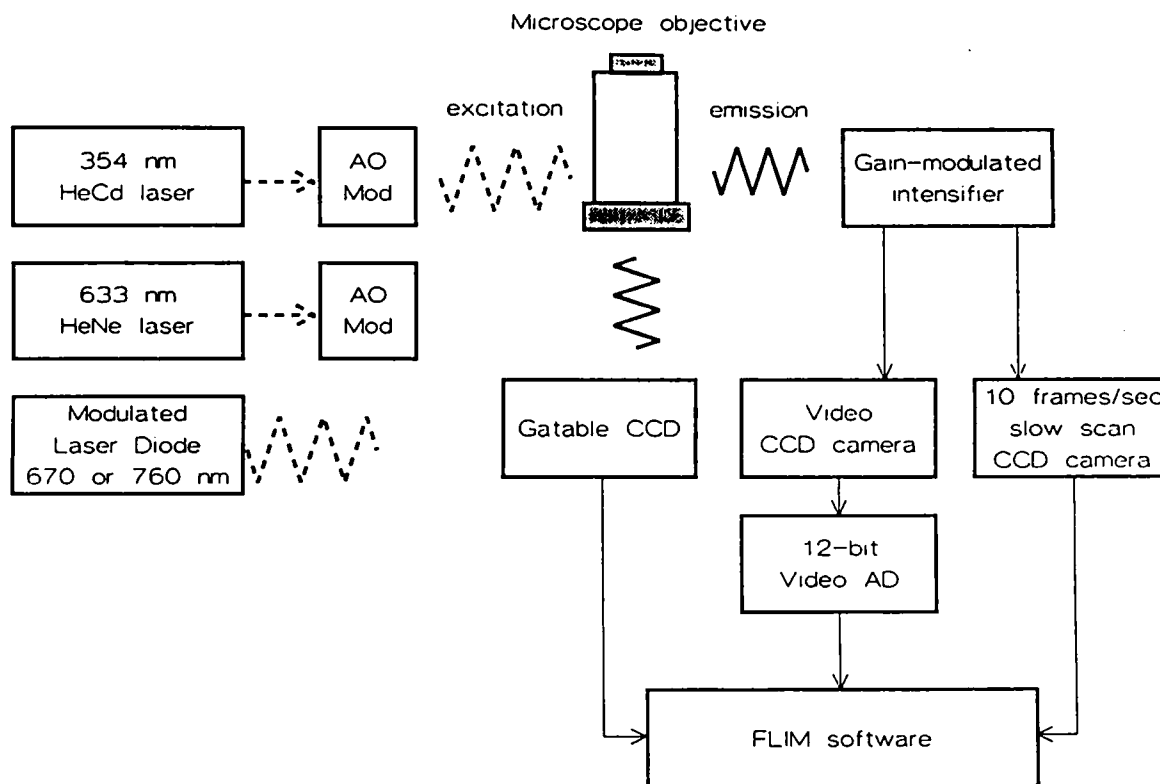 Microscope objective
excitation
emission
354 nm
HeCd laser
AO
Mod
Gain-modulated
intensifier
633 nm
HeNe laser
AO
Mod
Modulated
Laser Diode
670 or 760 nm
Gatable CCD
Video
CCD camera
10 frames/sec
slow scan
CCD camera
12-bit
Video AD
FLIM software